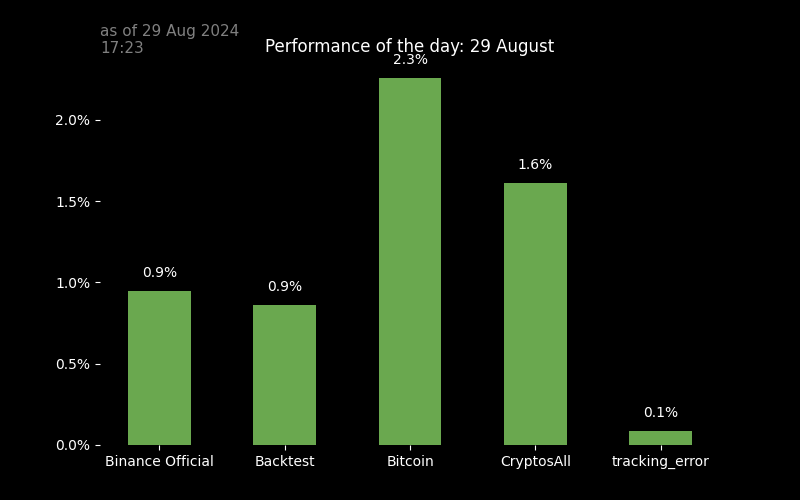 as of 29 Aug 2024
17:23
Performance of the day: 29 August
2.3%
2.0%
1.6%
1.5%
1.0%
0.9%
0.9%
0.5%
0.1%
0.0%
Binance Official
Backtest
Bitcoin
CryptosAll
tracking_error